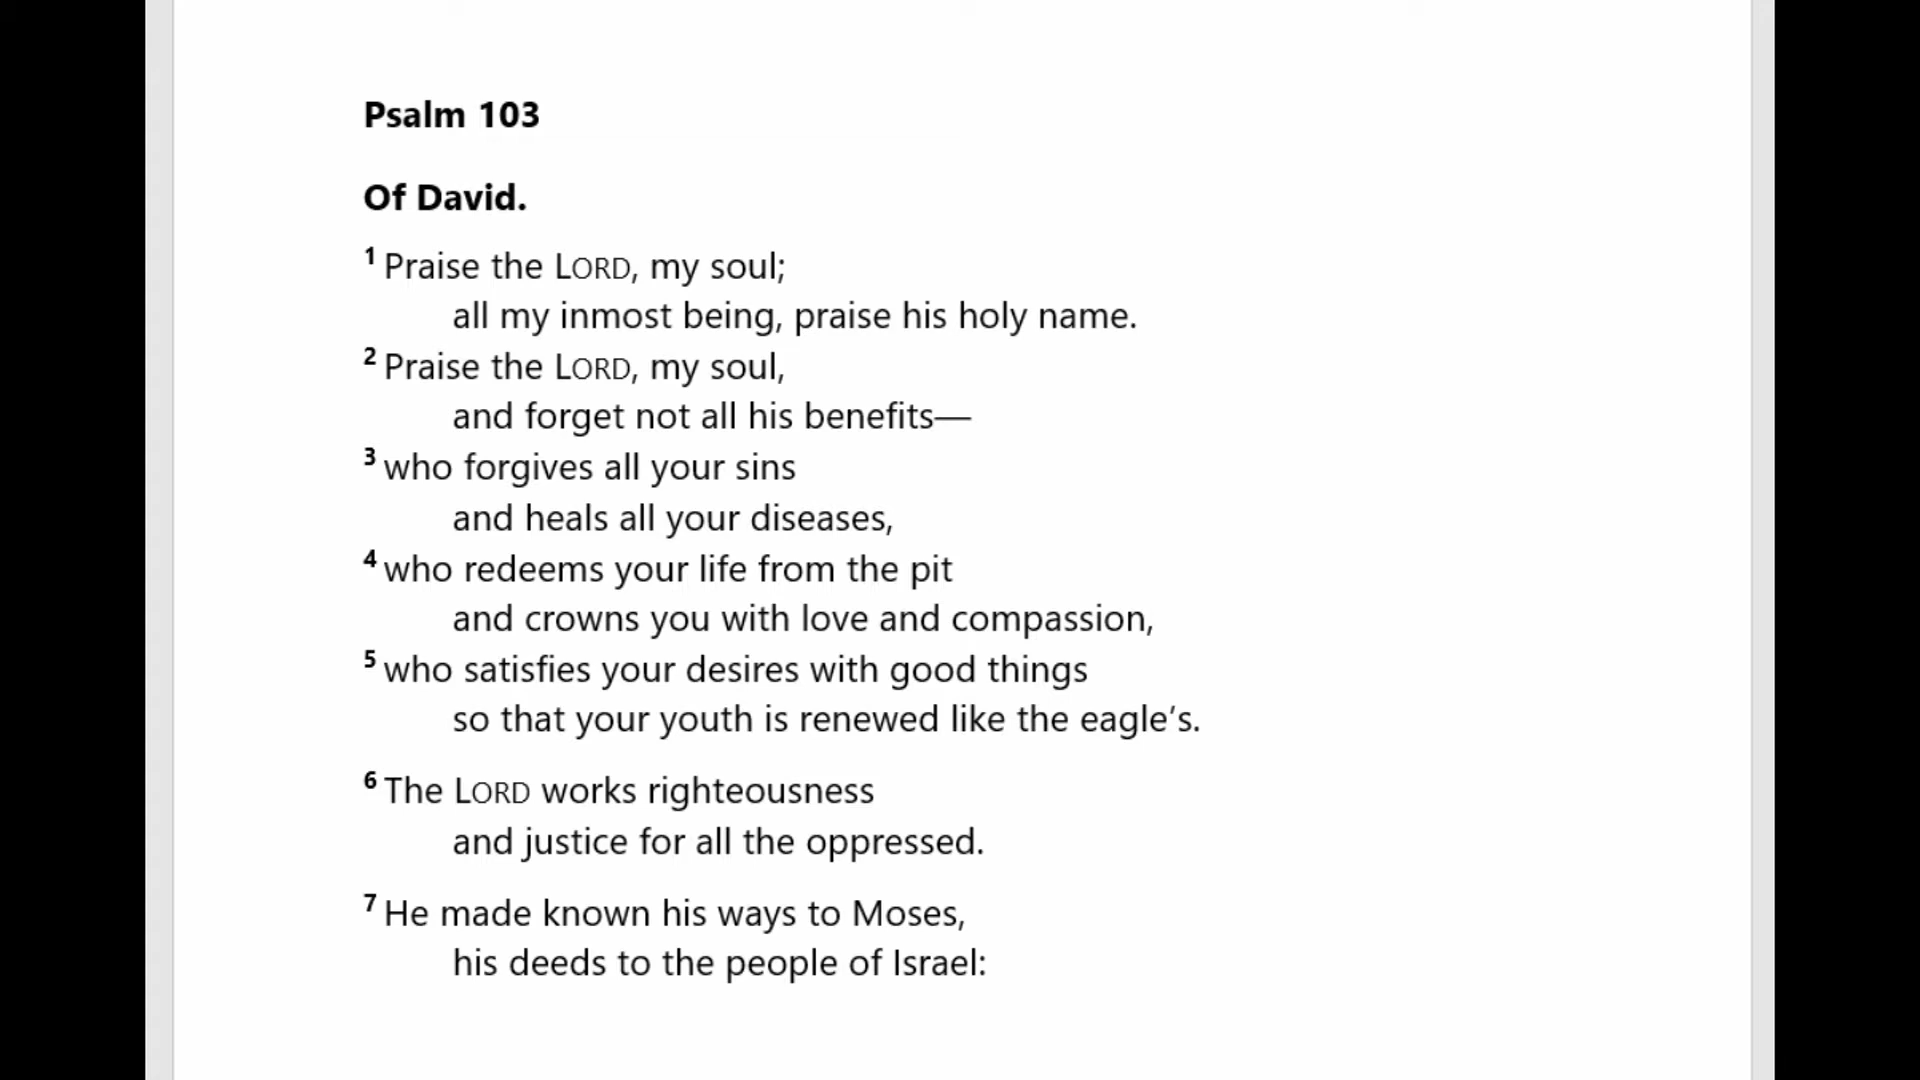 Psalm 103
Of David.
1 Praise the LORD, my soul;
all my inmost being, praise his holy name.
2 Praise the LORD, my soul,
and forget not all his benefits—
3 who forgives all your sins
and heals all your diseases,
4 who redeems your life from the pit
and crowns you with love and compassion,
5 who satisfies your desires with good things
so that your youth is renewed like the eagle’s.
6 The LORD works righteousness
and justice for all the oppressed.
7 He made known his ways to Moses,
his deeds to the people of Israel: